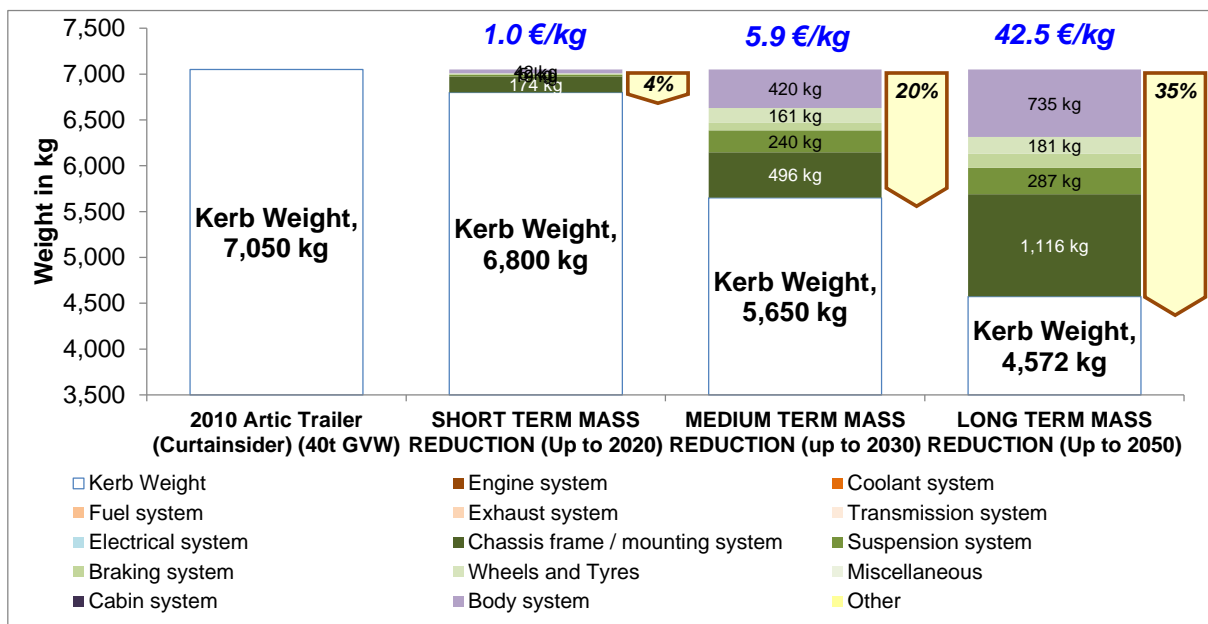 1.0 €/kg 5.9 €/kg 42.5 €/kg
7,500
7,000
6,500
6,000
5,500
5,000
4,500
4,000
3,500
Weight in kg
Kerb Weight,
7,050 kg
42 kg
174 kg
4%
Kerb Weight,
6,800 kg
420 kg
161 kg
240 kg
496 kg
20%
Kerb Weight,
5,650 kg
735 kg
181 kg
287 kg
1,116 kg
35%
Kerb Weight,
4,572 kg
2010 Artic Trailer
(Curtainsider) (40t GVW)
SHORT TERM MASS
REDUCTION (Up to 2020)
MEDIUM TERM MASS
REDUCTION (up to 2030)
LONG TERM MASS
REDUCTION (Up to 2050)
Kerb Weight Engine system Coolant system
Fuel system Exhaust system Transmission system
Electrical system Chassis frame / mounting system Suspension system
Braking system Wheels and Tyres Miscellaneous
Cabin system Body system Other